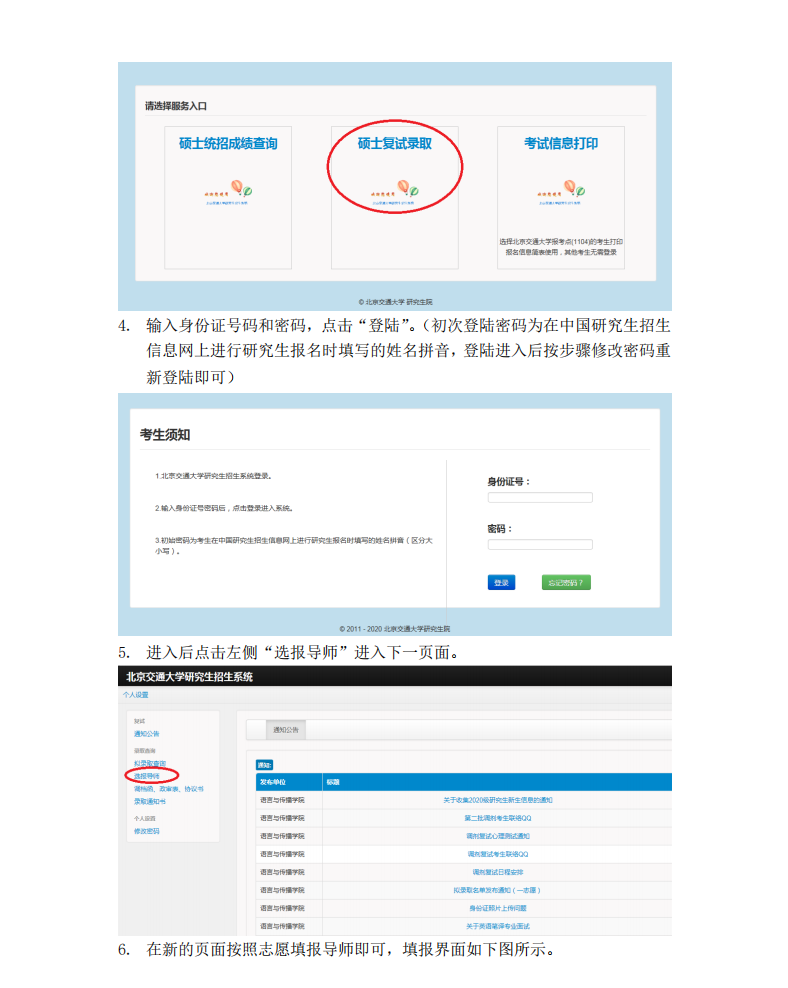 请选择服务入口
硕士统招成绩查询
硕士复试录取
考试信息打印
选择北京交通大学报考点(1104)的考生打印
报名信息简表使用，其他考生无需登录
© 北京交通大学 研究生院
4. 输入身份证号码和密码，点击“登陆”。（初次登陆密码为在中国研究生招生
信息网上进行研究生报名时填写的姓名拼音，登陆进入后按步骤修改密码重
新登陆即可）
考生须知
1.北京交通大学研究生招生系统登录。
2.输入身份证号密码后，点击登录进入系统。
3.初始密码为考生在中国研究生招生信息网上进行研究生报名时填写的姓名拼音（区分大
小写）。
身份证号：
密码：
登录
忘记密码？
© 2011 - 2020 北京交通大学研究生院
5. 进入后点击左侧“选报导师”进入下一页面。
北京交通大学研究生招生系统
个人设置
复试
通知公告
录取查询
拟录取查询
选报导师
调档函、政审表、协议书
录取通知书
个人设置
修改密码
通知公告
通知:
发布单位 标题
语言与传播学院 关于收集2020级研究生新生信息的通知
语言与传播学院 第二批调剂考生联络QQ
语言与传播学院 调剂复试心理测试通知
语言与传播学院 调剂复试考生联络QQ
语言与传播学院 调剂复试日程安排
语言与传播学院 拟录取名单发布通知（一志愿）
语言与传播学院 身份证照片上传问题
语言与传播学院 关于英语笔译专业面试
6. 在新的页面按照志愿填报导师即可，填报界面如下图所示。